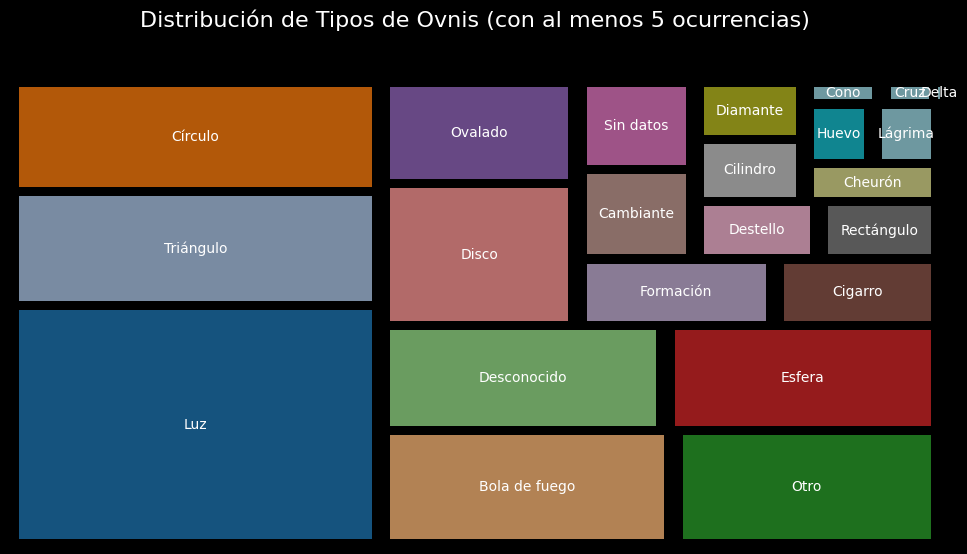 Distribución de Tipos de Ovnis (con al menos 5 ocurrencias)
Círculo
Triángulo
Luz
Ovalado
Disco
Desconocido
Esfera
Bola de fuego
Otro
Sin datos
Cambiante
Formación
Cigarro
Diamante
Cilindro
Destello
Rectángulo
Cono
Cruz
Delta
Huevo
Lágrima
Cheurón